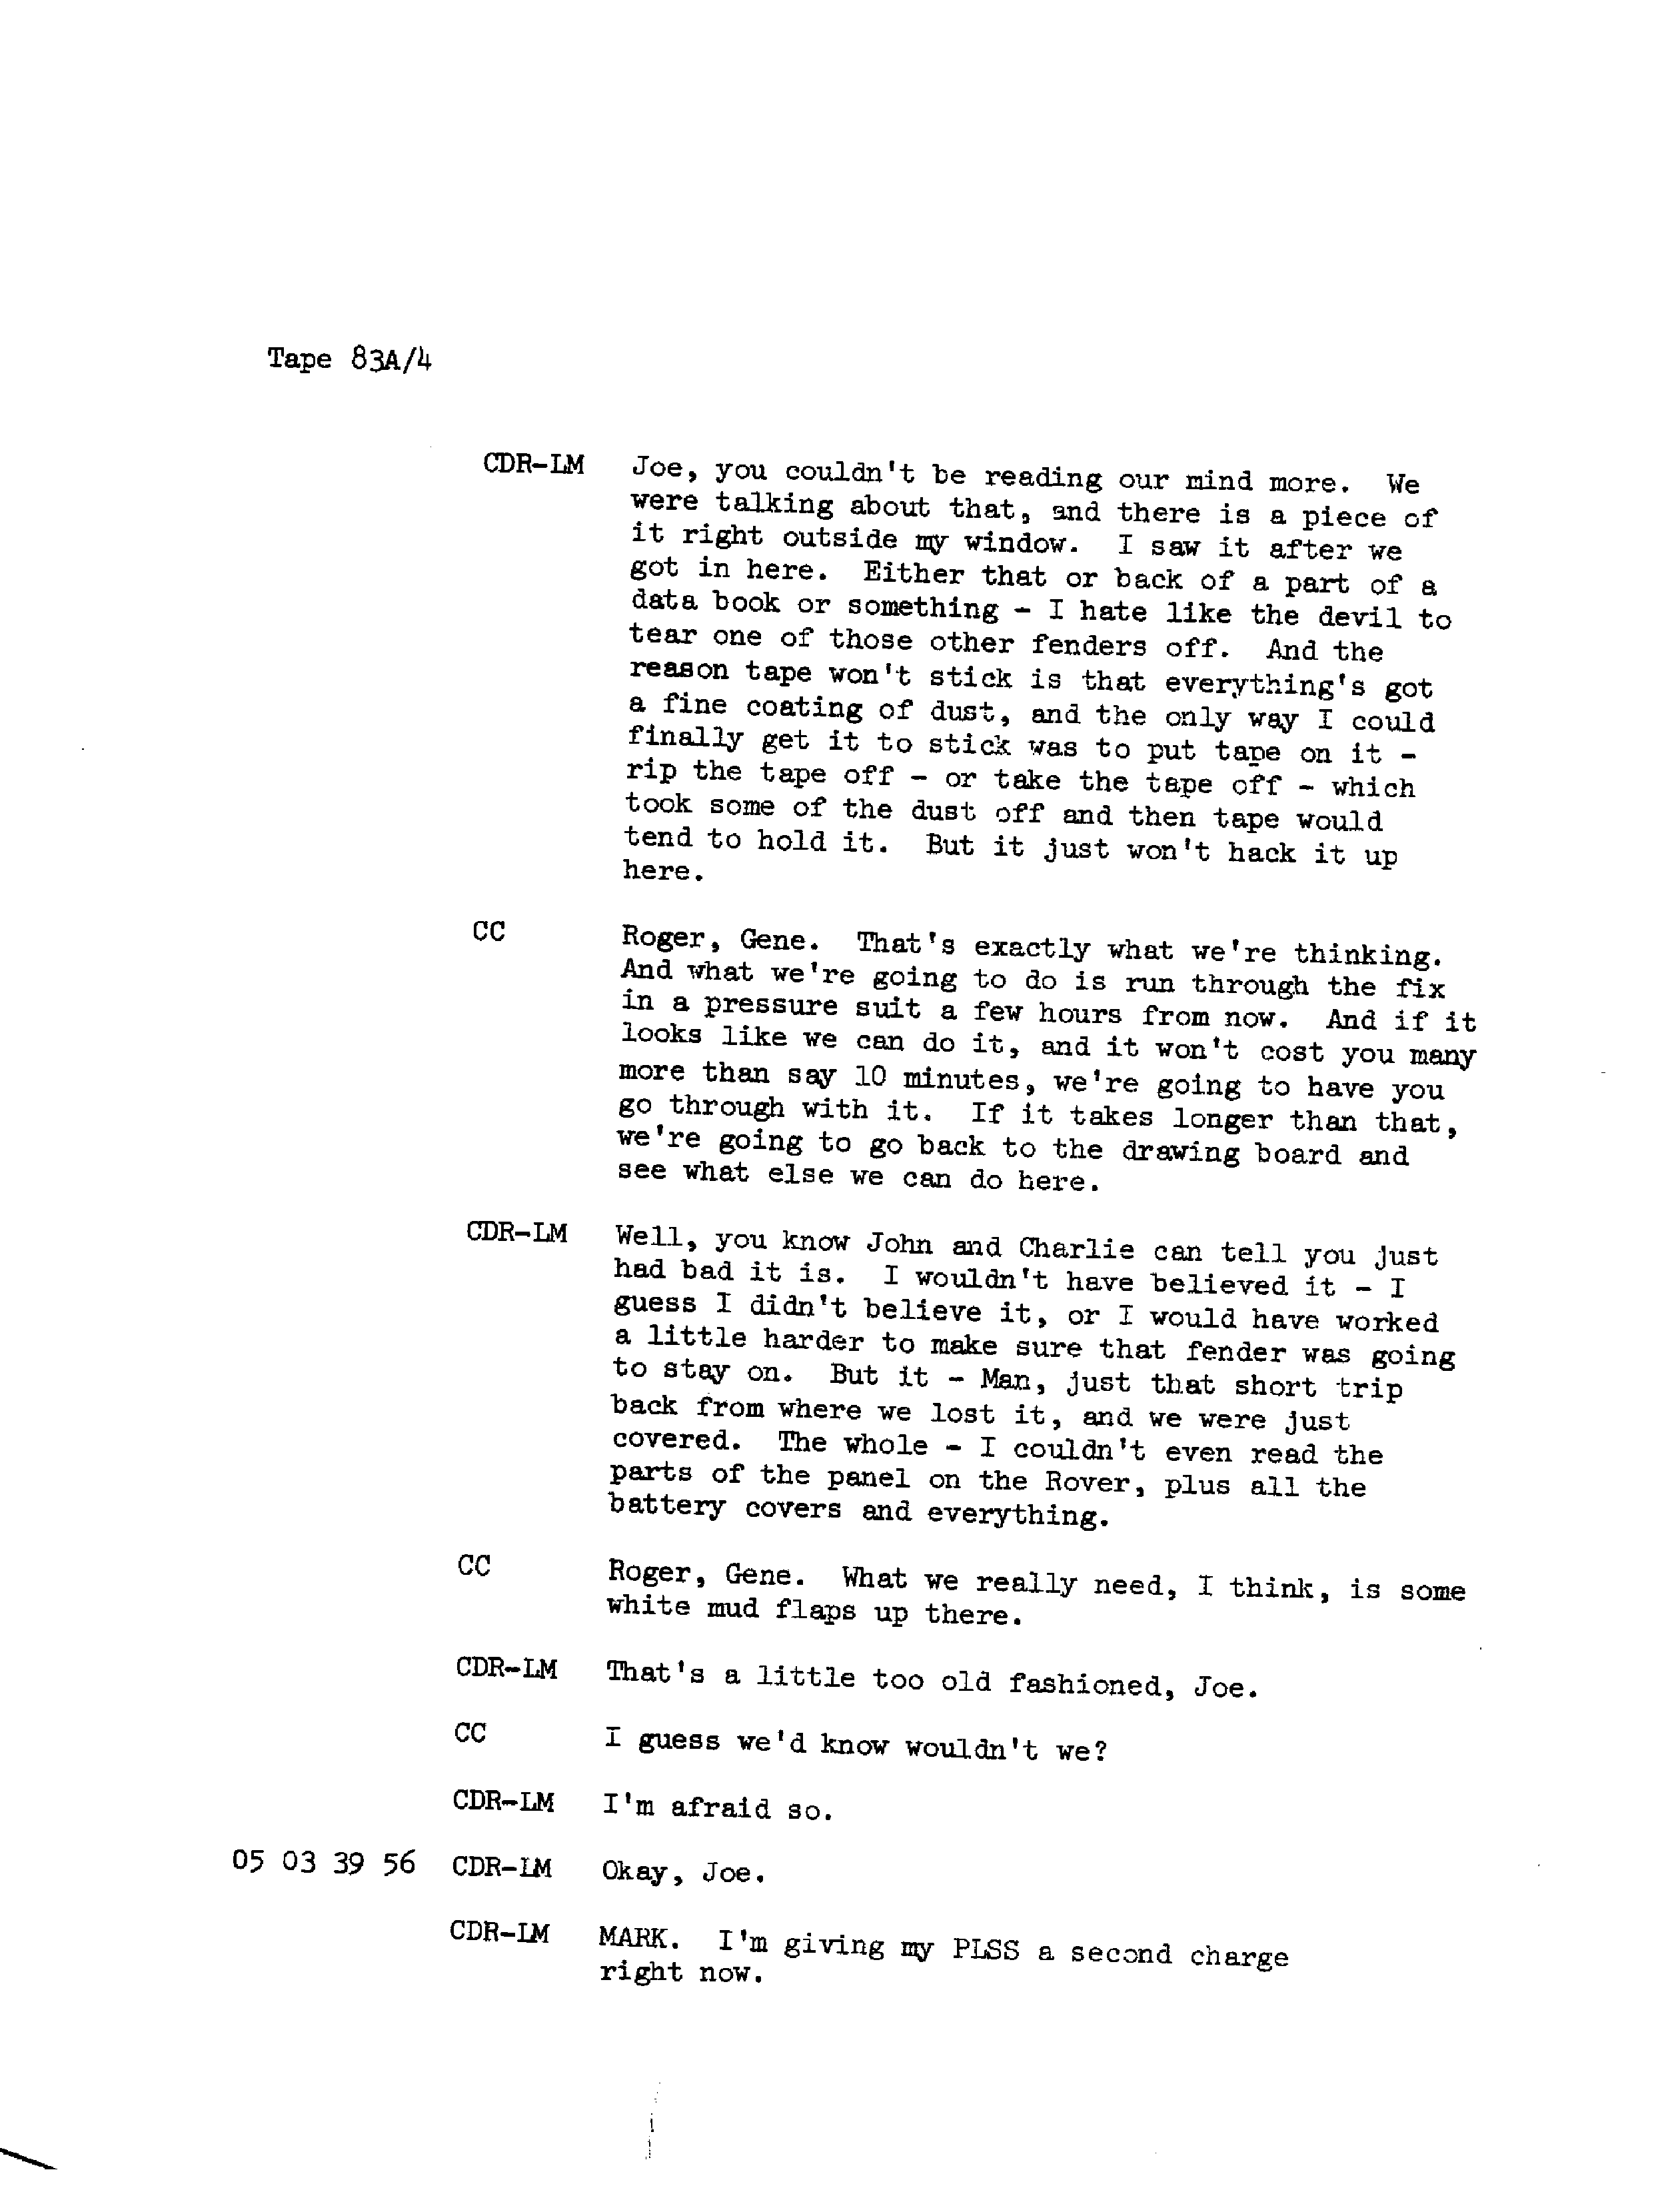 Tape 83A/4
CDR-LM Joe, you couldn't be reading our mind more. We
were talking about that, and there is a piece of
it right outside my window. I saw it after we
got in here. Either that or back of a part of a
data book or something - I hate like the devil to
tear one of those other fenders off. And the
reason tape won't stick is that everything's got
a fine coating of dust, and the only way I could
finally get it to stick was to put tape on it -
rip the tape off - or take the tape off - which
took some of the dust off and then tape would
tend to hold it. But it just won't hack it up
here.
CC Roger, Gene. That's exactly what we're thinking.
And what we're going to do is run through the fix
in a pressure suit a few hours from now. And if it
looks like we can do it, and it won't cost you many
more than say 10 minutes, we're going to have you
go through with it. If it takes longer than that,
we're going to go back to the drawing board and
see what else we can do here.
CDR-LM Well, you know John and Charlie can tell you just
had bad it is. I wouldn't have believed it - I
guess I didn't believe it, or I would have worked
a little harder to make sure that fender was going
to stay on. But it - Man, just that short trip
back from where we lost it, and we were just
covered. The whole - I couldn't even read the
parts of the panel on the Rover, plus all the
battery covers and everything.
CC Roger, Gene. What we really need, I think, is some
white mud flaps up there.
CDR-LM That's a little too old fashioned, Joe.
CC I guess we'd know wouldn't we?
CDR-LM I'm afraid so.
05 03 39 56 CDR-LM Okay, Joe.
CDR-LM MARK. I'm giving my PLSS a second charge
right now.